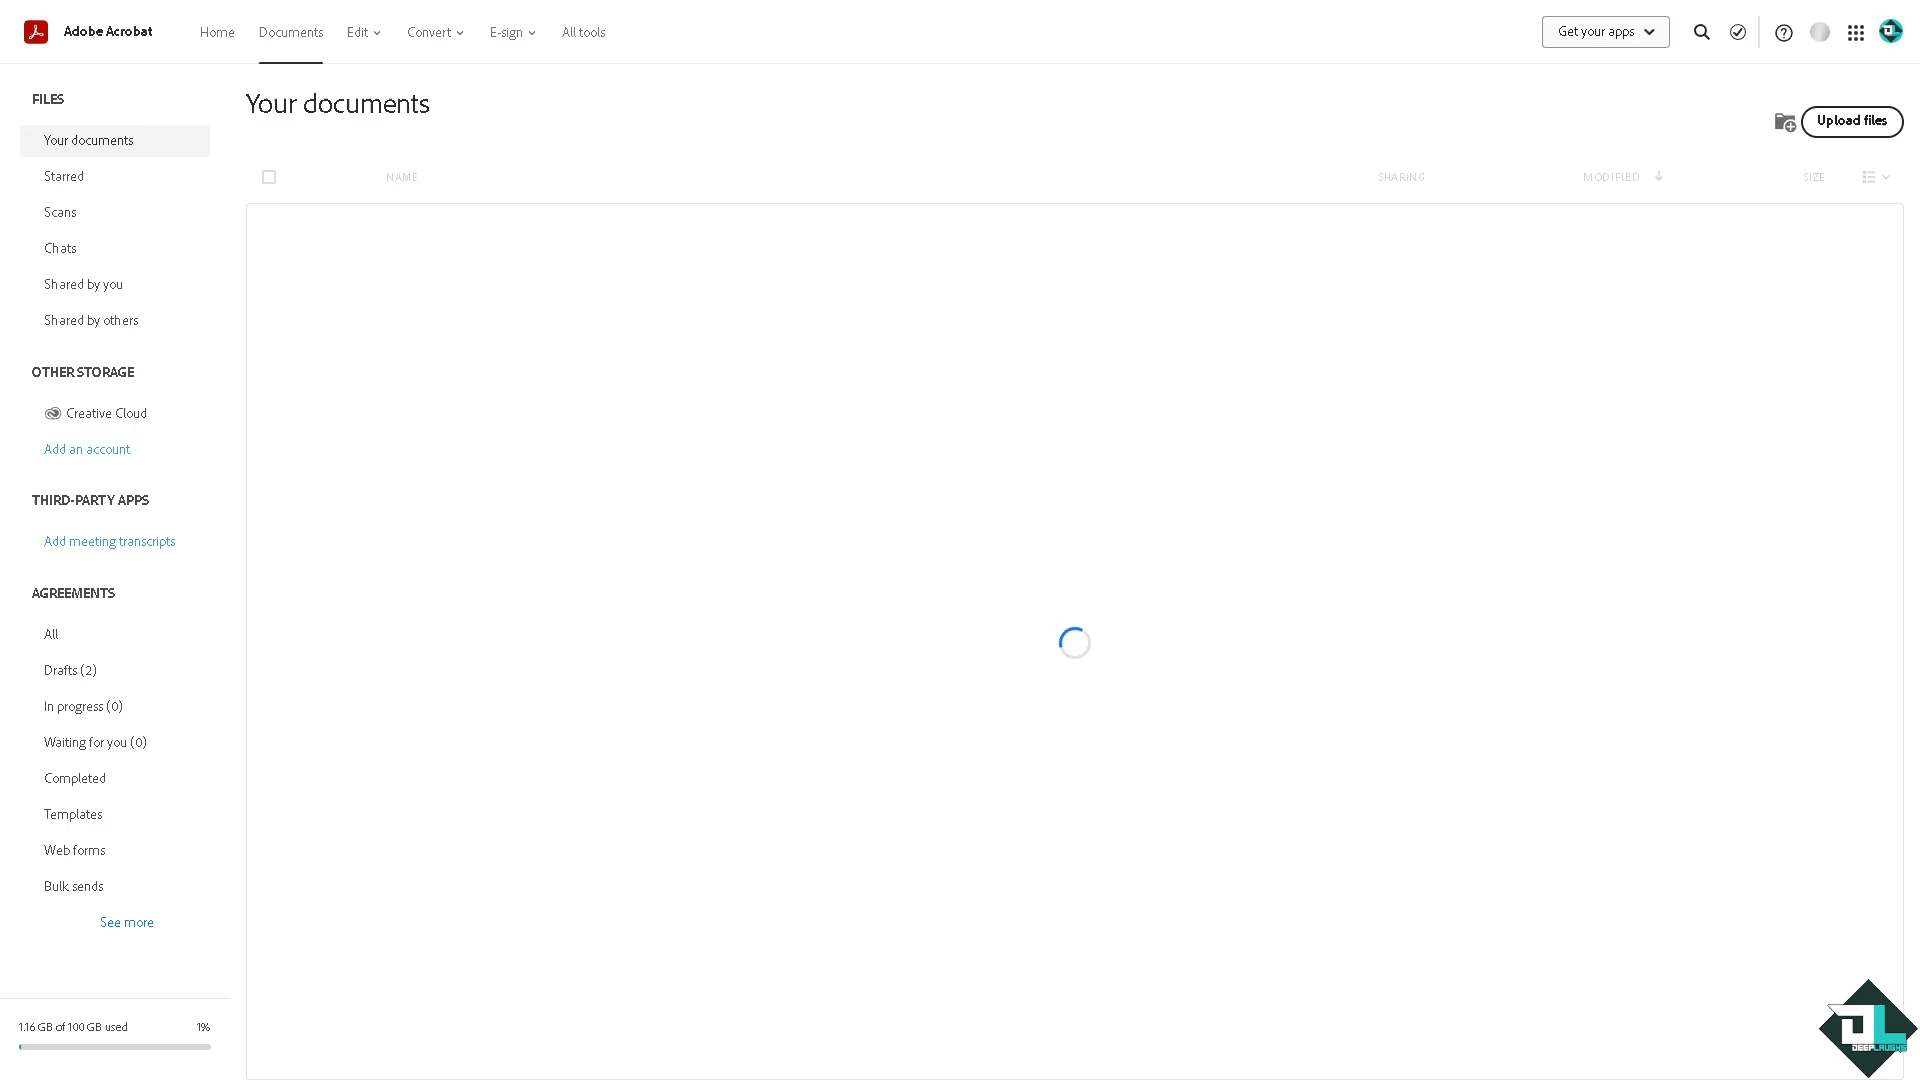 Adobe Acrobat
Home
Documents
Edit
Convert
E-sign
All tools
Get your apps
FILES
Your documents
Starred
Scans
Chats
Shared by you
Shared by others
OTHER STORAGE
Creative Cloud
Add an account
THIRD-PARTY APPS
Add meeting transcripts
AGREEMENTS
All
Drafts (2)
In progress (0)
Waiting for you (0)
Completed
Templates
Web forms
Bulk sends
See more
1.16 GB of 100 GB used
1%
Your documents
Upload files
NAME
SHARING
MODIFIED
SIZE
DEEPLAUGHS